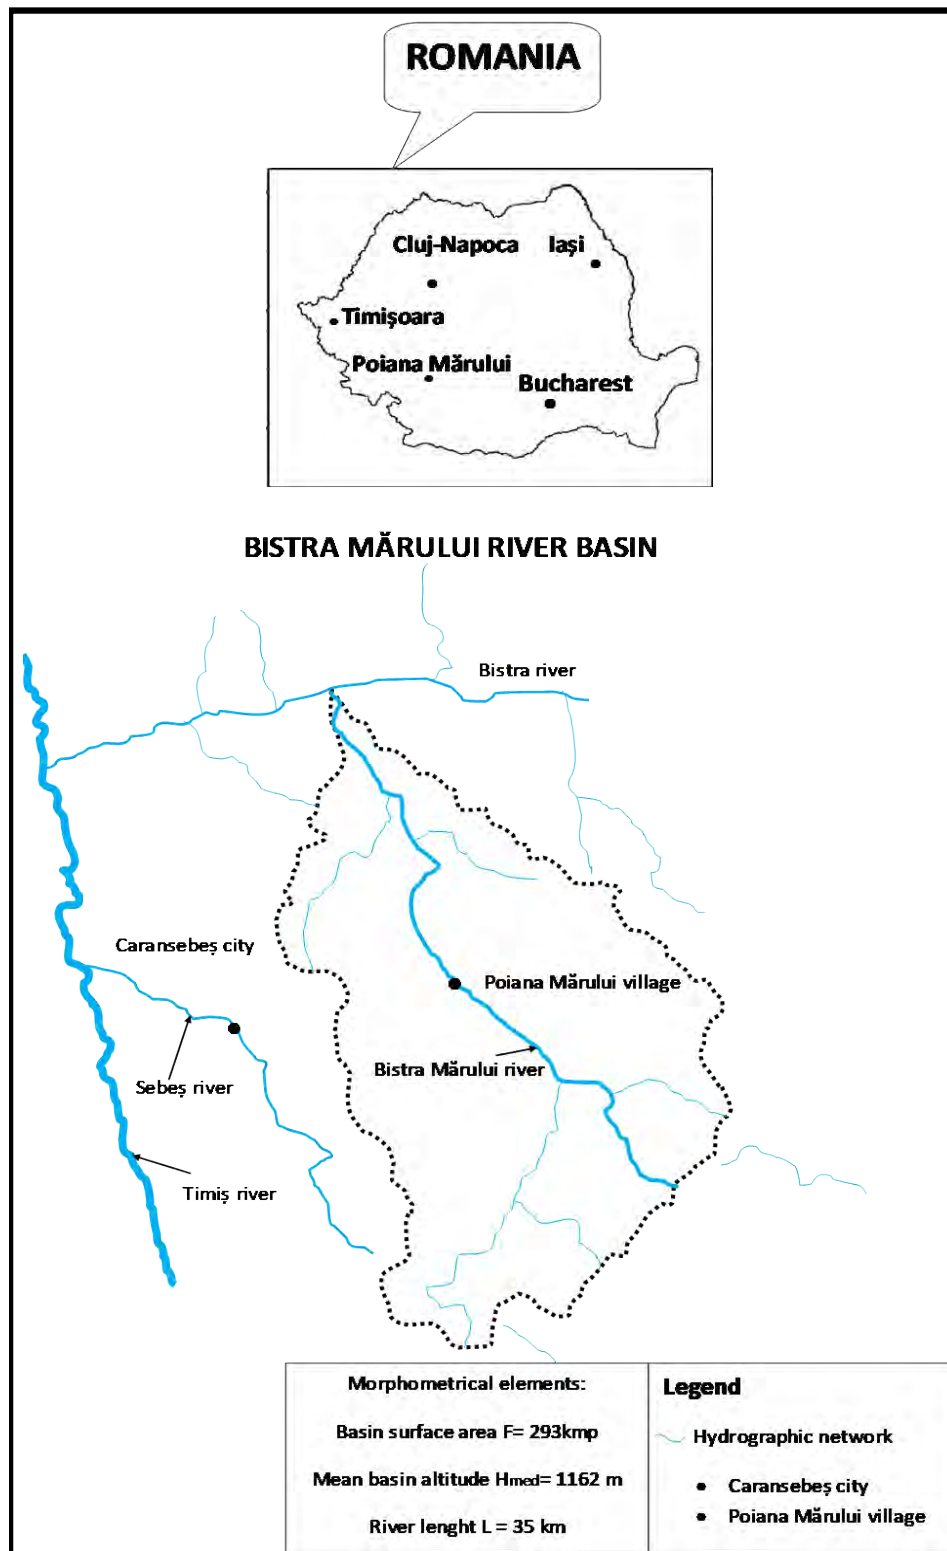 ROMANIA
Cluj-Napoca
Iași
Timișoara
Poiana Mărului
Bucharest
BISTRA MĂRULUI RIVER BASIN
Bistra river
Caransebeș city
Poiana Mărului village
Bistra Mărului river
Sebeș river
Timiș river
Morphometrical elements:
Basin surface area F= 293kmp
Mean basin altitude Hmed= 1162 m
River lenght L = 35 km
Legend
Hydrographic network
Caransebeș city
Poiana Mărului village